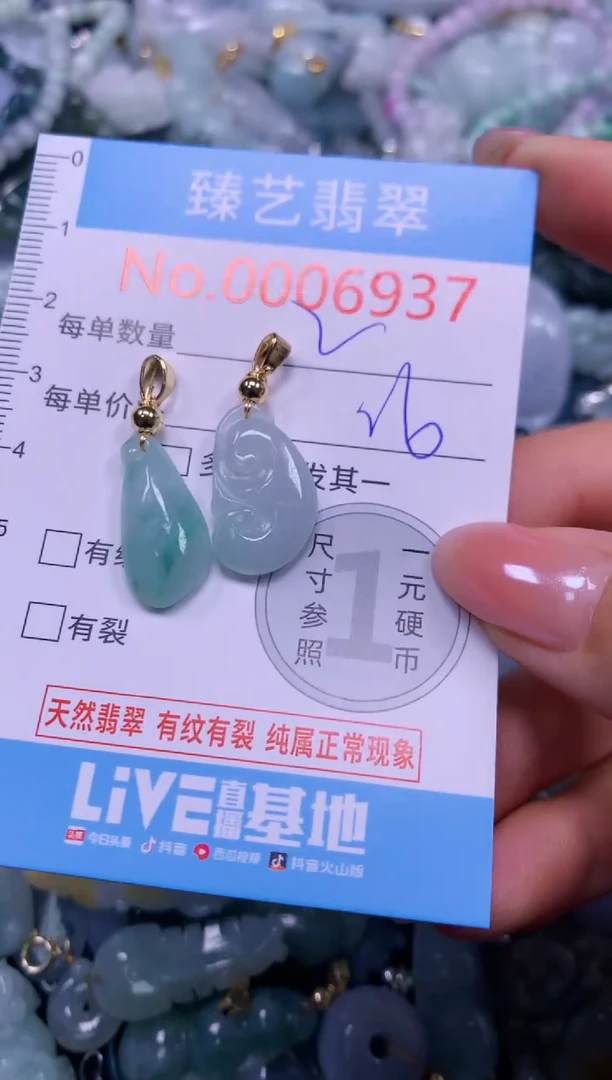 臻艺翡翠
No.0006937
0
1
2
3
4
5
每单数量
每单价
发其一
有
有裂
尺寸参照
1
一元硬币
天然翡翠 有纹有裂 纯属正常现象
LiVE直播基地
头条 今日头条 抖音 西瓜视频 抖音火山版